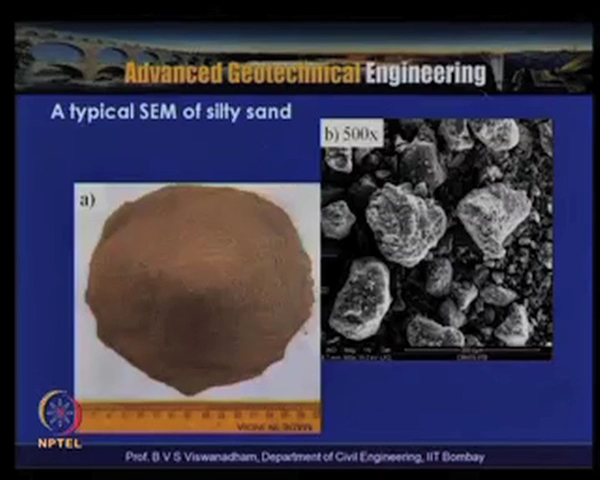 Advanced Geotechnical Engineering
A typical SEM of silty sand
b) 500x
a)
NPTEL
Prof. B V S Viswanadham, Department of Civil Engineering, IIT Bombay